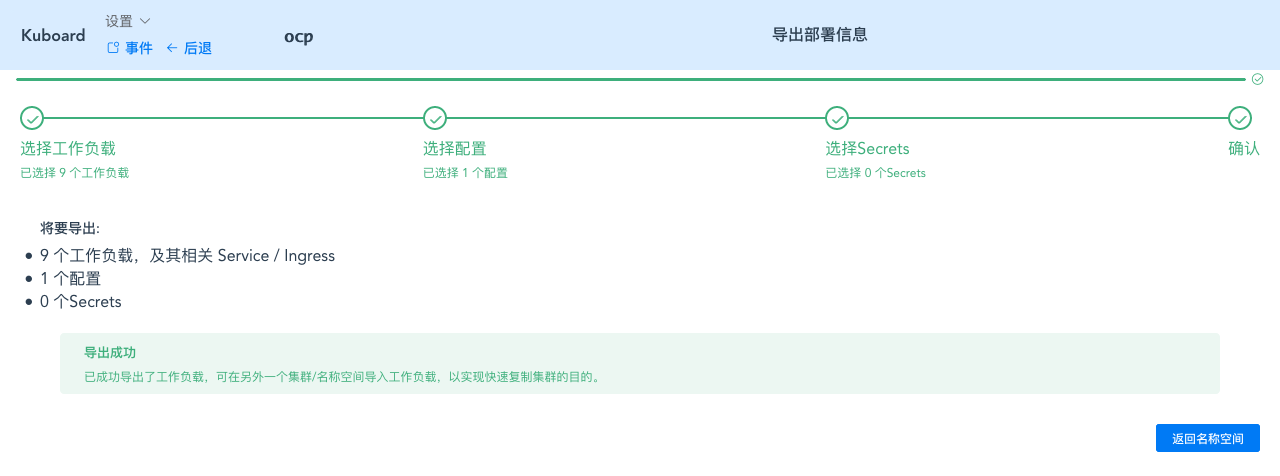 Kuboard
设置
事件 后退
ocp
导出部署信息
选择工作负载
已选择 9 个工作负载
选择配置
已选择 1 个配置
选择Secrets
已选择 0 个Secrets
确认
将要导出:
9 个工作负载，及其相关 Service / Ingress
1 个配置
0 个Secrets
导出成功
已成功导出了工作负载，可在另外一个集群/名称空间导入工作负载，以实现快速复制集群的目的。
返回名称空间